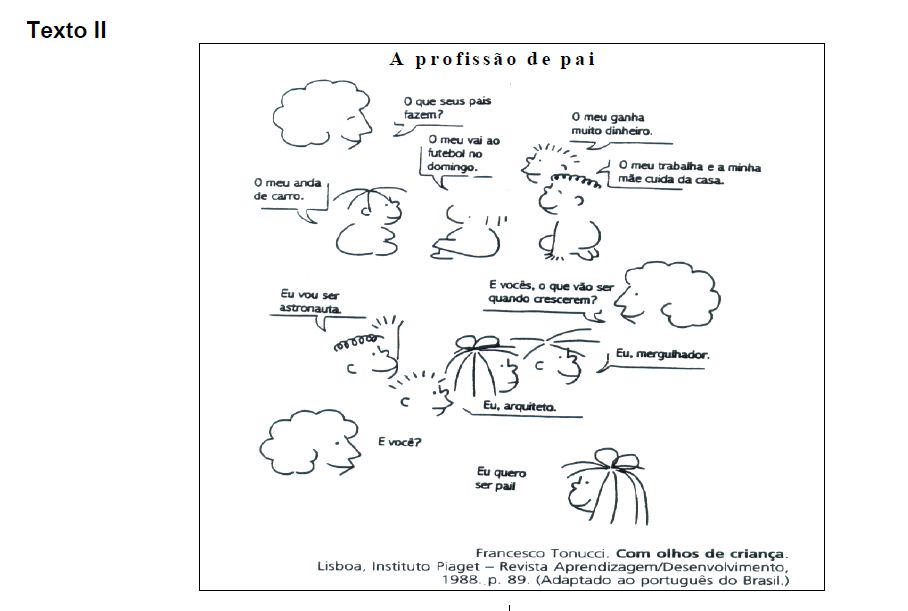 Texto II
A profissão de pai
O que seus pais
fazem?
O meu ganha
muito dinheiro.
O meu vai ao
futebol no
domingo.
O meu trabalha e a minha
mãe cuida da casa.
O meu anda
de carro.
E vocês, o que vão ser
quando crescerem?
Eu vou ser
astronauta.
Eu, mergulhador.
Eu, arquiteto.
E você?
Eu quero
ser pai!
Francesco Tonucci. Com olhos de criança.
Lisboa, Instituto Piaget – Revista Aprendizagem/Desenvolvimento,
1988. p. 89. (Adaptado ao português do Brasil.)